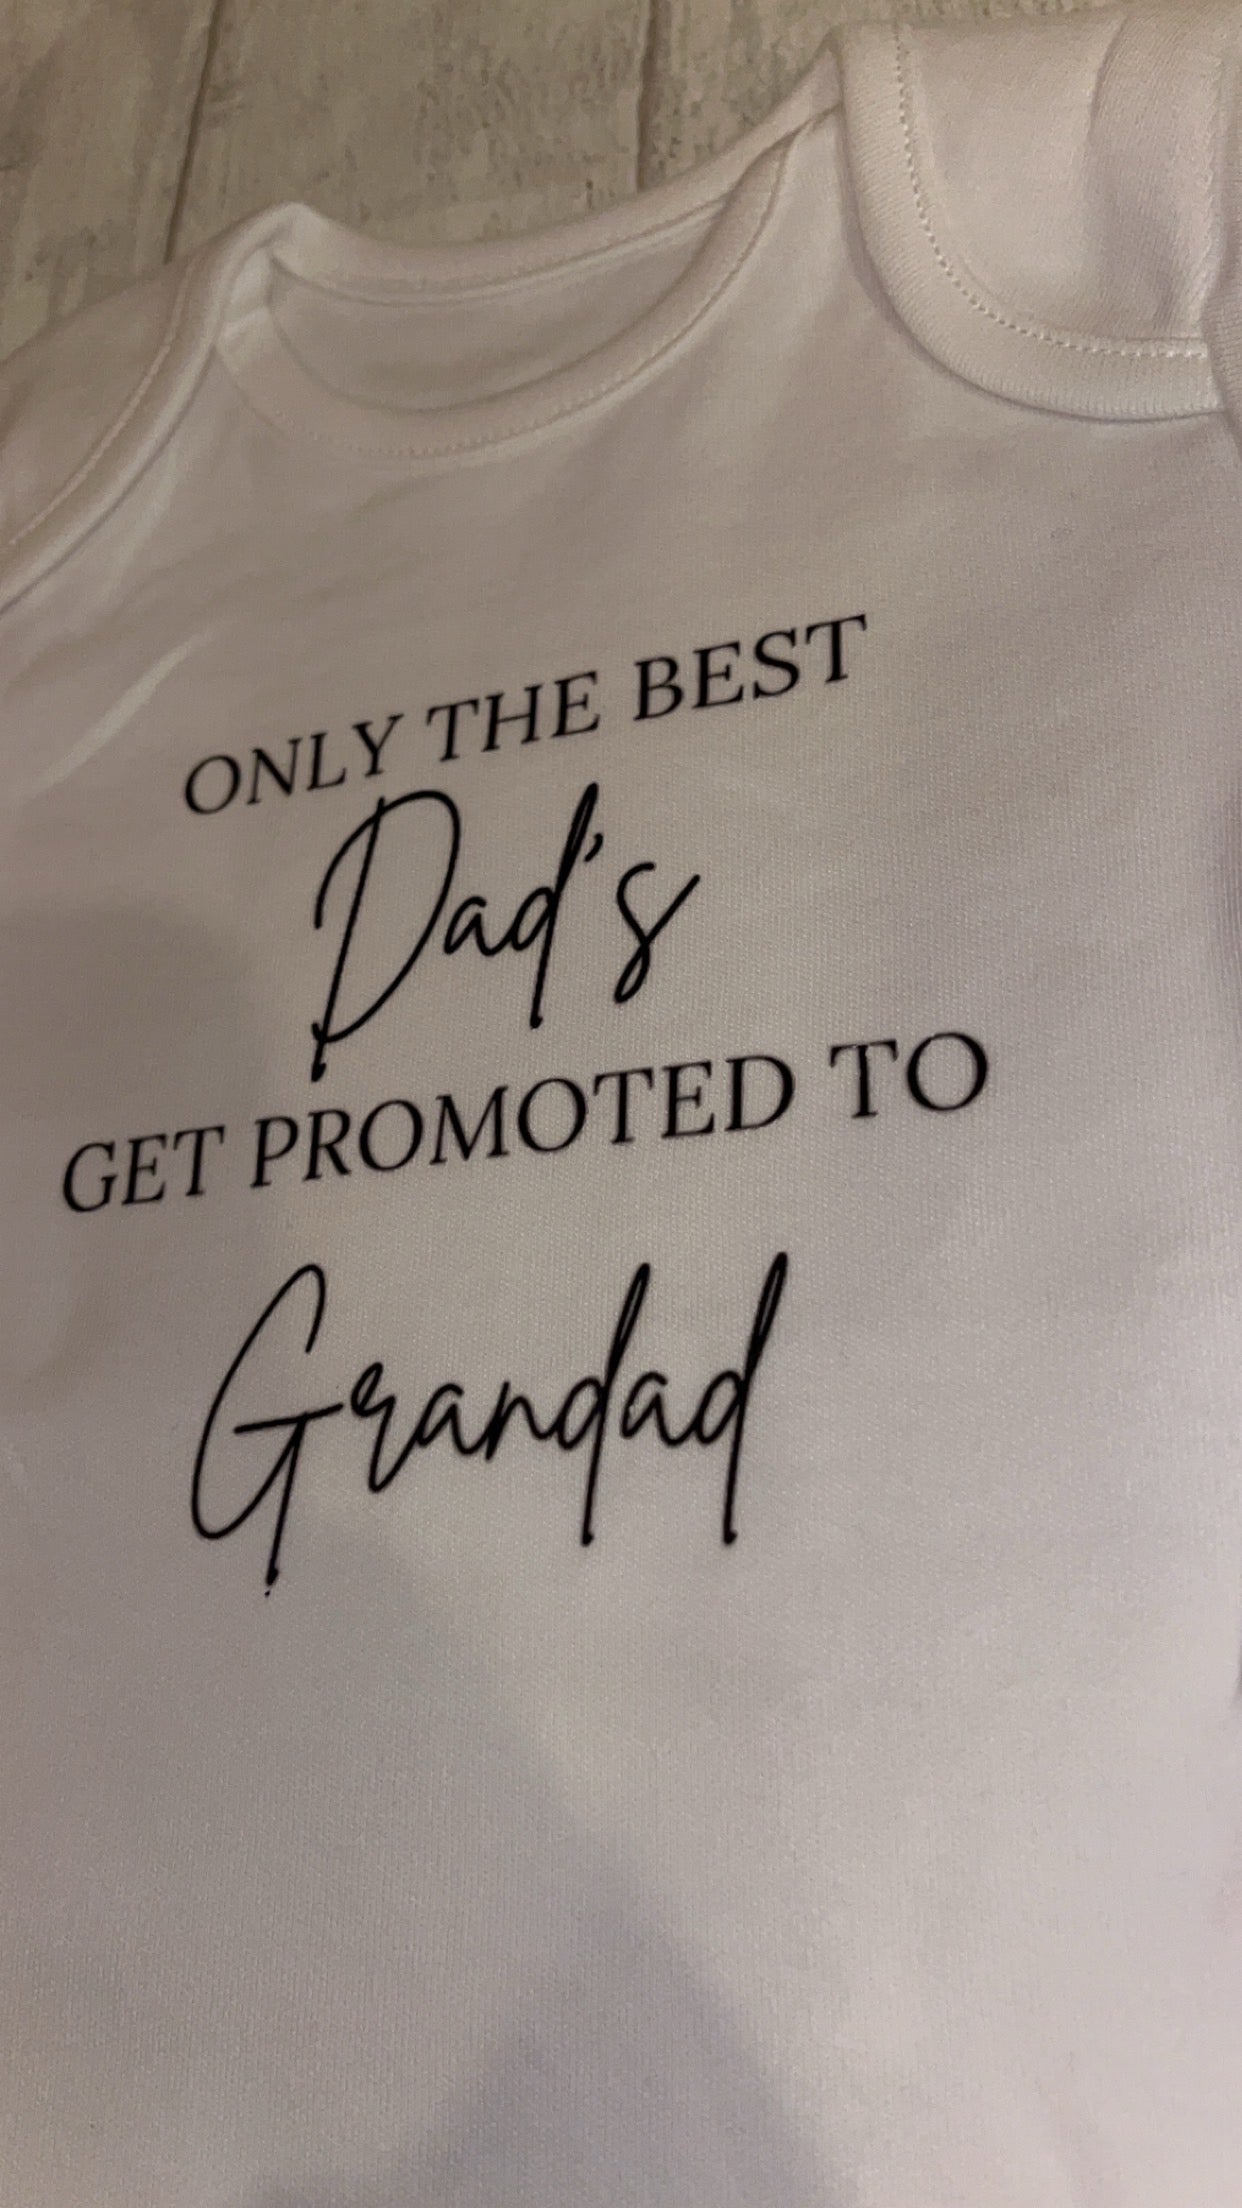 ONLY THE BEST
Dad's
GET PROMOTED TO
Grandad